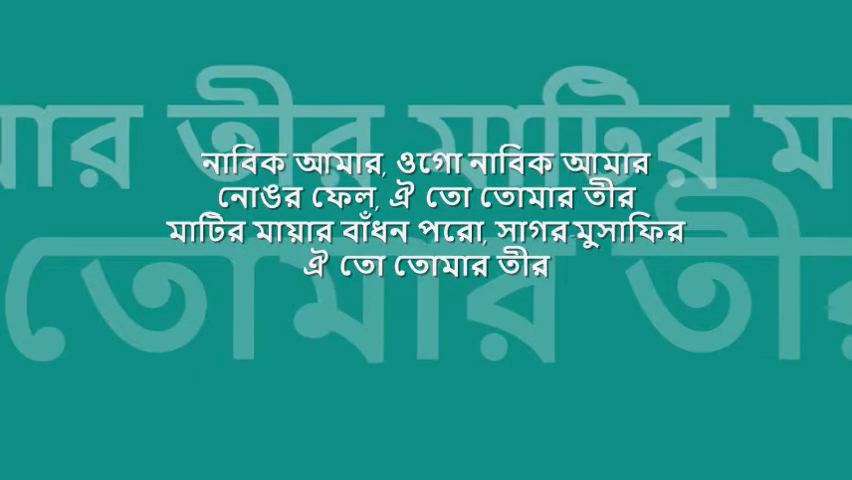 মার তীর মাটির মা
নাবিক আমার, ওগো নাবিক আমার
নোঙর ফেল, ঐ তো তোমার তীর
মাটির মায়ার বাঁধন পরো, সাগর-মুসাফির
ঐ তো তোমার তীর
তোমার তীর